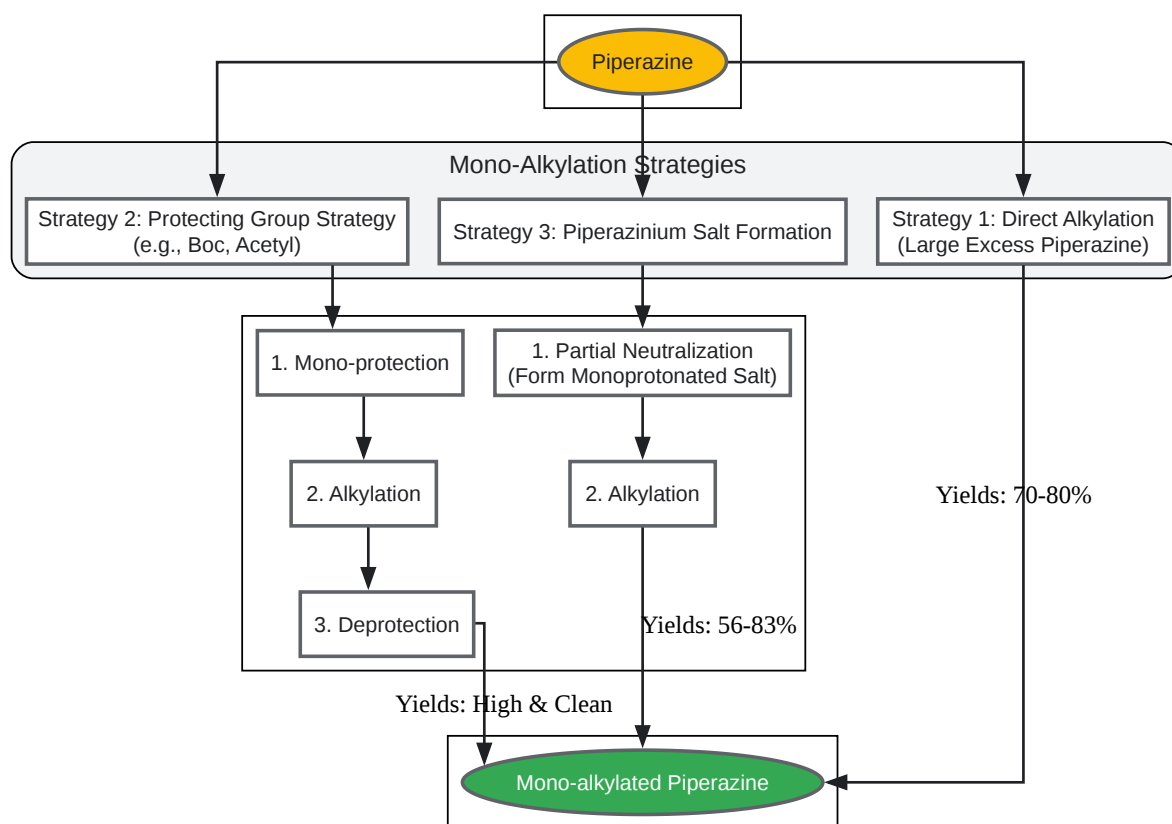 Piperazine
Mono-Alkylation Strategies
Strategy 2: Protecting Group Strategy
(e.g., Boc, Acetyl)
Strategy 3: Piperazinium Salt Formation
Strategy 1: Direct Alkylation
(Large Excess Piperazine)
1. Mono-protection
1. Partial Neutralization
(Form Monoprotonated Salt)
2. Alkylation
2. Alkylation
Yields: 70-80%
3. Deprotection
Yields: 56-83%
Yields: High & Clean
Mono-alkylated Piperazine